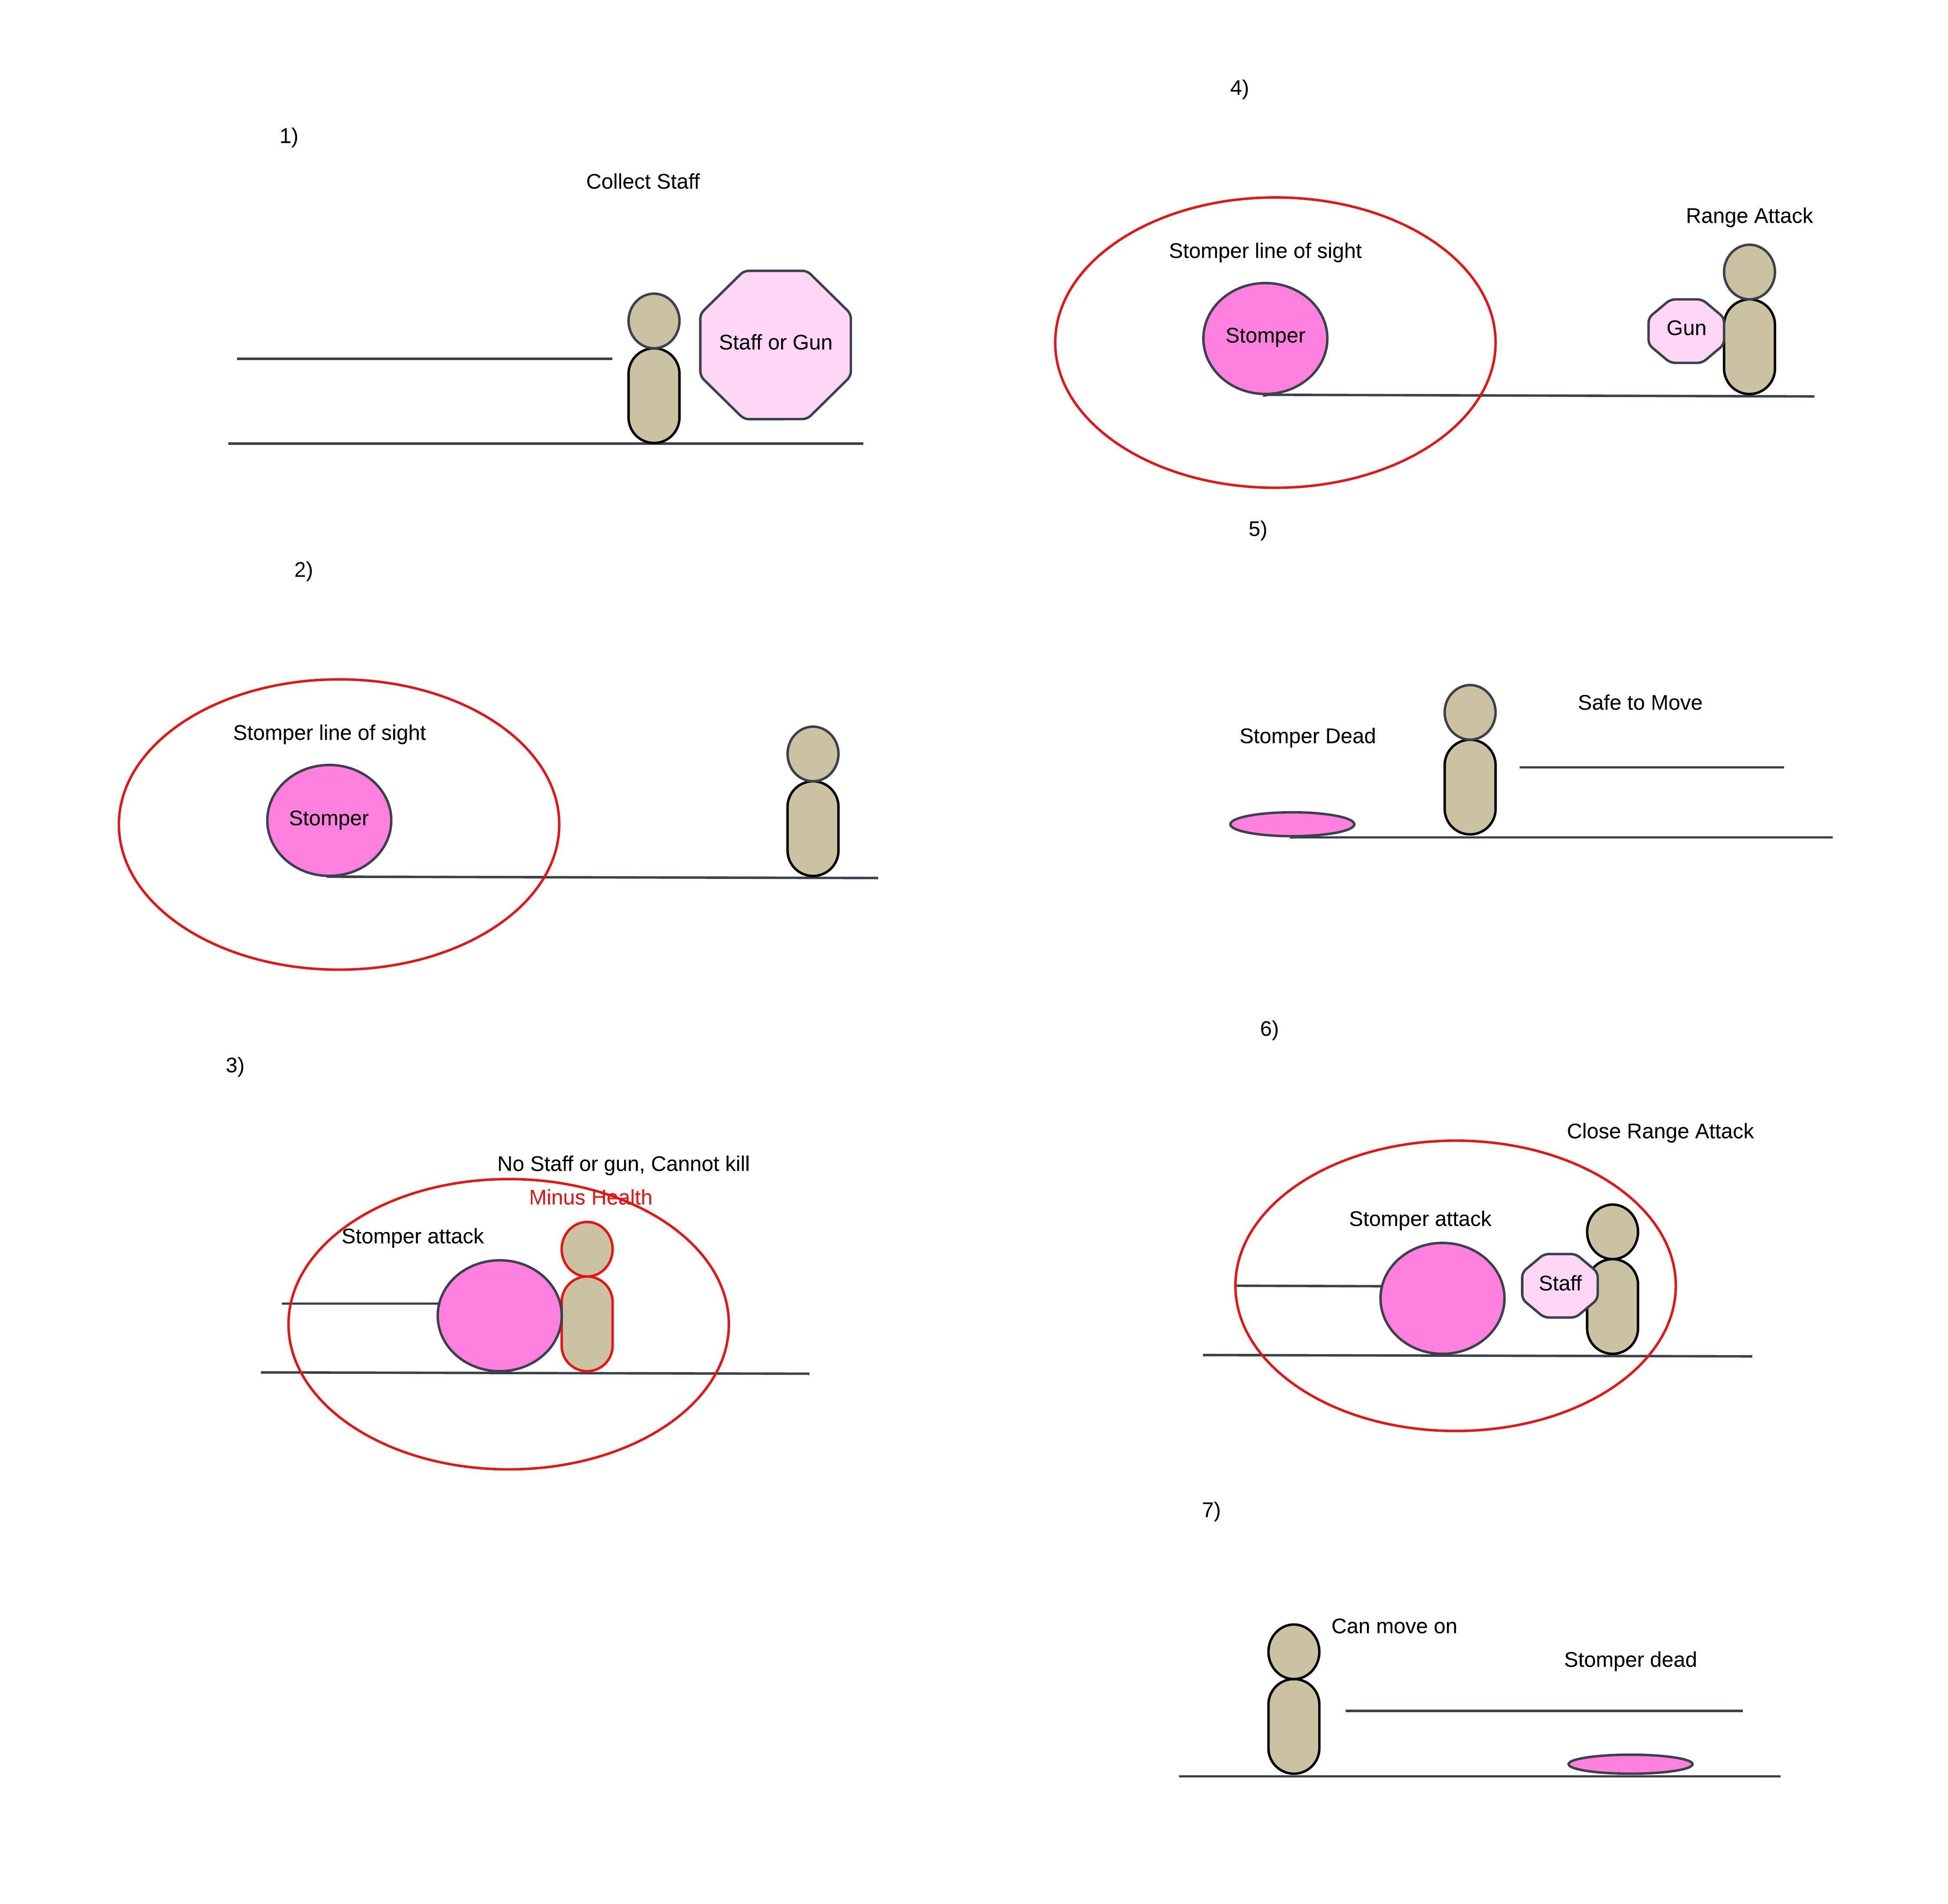 1)
Collect Staff
Staff or Gun
2)
Stomper line of sight
Stomper
3)
No Staff or gun, Cannot kill
Minus Health
Stomper attack
4)
Range Attack
Stomper line of sight
Gun
Stomper
5)
Safe to Move
Stomper Dead
6)
Close Range Attack
Stomper attack
Staff
7)
Can move on
Stomper dead